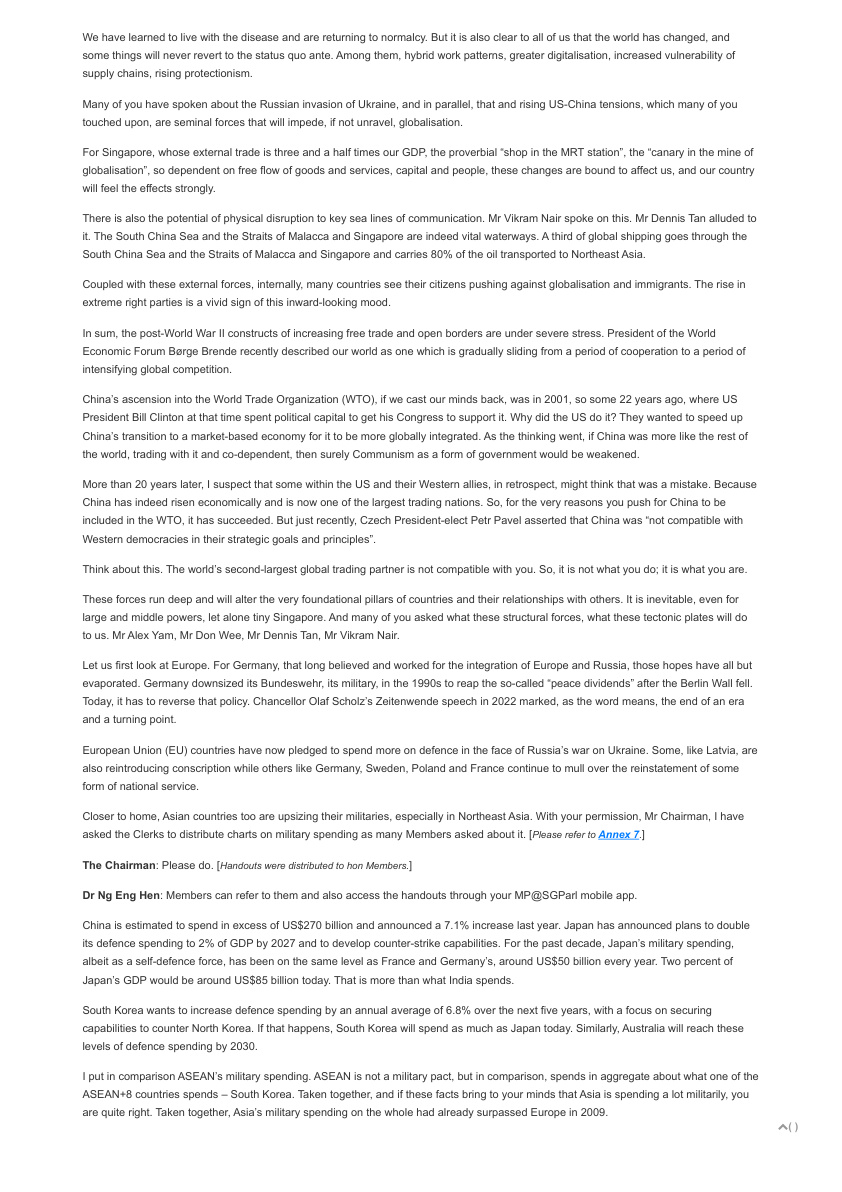 We have learned to live with the disease and are returning to normalcy. But it is also clear to all of us that the world has changed, and
some things will never revert to the status quo ante. Among them, hybrid work patterns, greater digitalisation, increased vulnerability of
supply chains, rising protectionism.
Many of you have spoken about the Russian invasion of Ukraine, and in parallel, that and rising US-China tensions, which many of you
touched upon, are seminal forces that will impede, if not unravel, globalisation.
For Singapore, whose external trade is three and a half times our GDP, the proverbial “shop in the MRT station”, the “canary in the mine of
globalisation”, so dependent on free flow of goods and services, capital and people, these changes are bound to affect us, and our country
will feel the effects strongly.
There is also the potential of physical disruption to key sea lines of communication. Mr Vikram Nair spoke on this. Mr Dennis Tan alluded to
it. The South China Sea and the Straits of Malacca and Singapore are indeed vital waterways. A third of global shipping goes through the
South China Sea and the Straits of Malacca and Singapore and carries 80% of the oil transported to Northeast Asia.
Coupled with these external forces, internally, many countries see their citizens pushing against globalisation and immigrants. The rise in
extreme right parties is a vivid sign of this inward-looking mood.
In sum, the post-World War II constructs of increasing free trade and open borders are under severe stress. President of the World
Economic Forum Børge Brende recently described our world as one which is gradually sliding from a period of cooperation to a period of
intensifying global competition.
China’s ascension into the World Trade Organization (WTO), if we cast our minds back, was in 2001, so some 22 years ago, where US
President Bill Clinton at that time spent political capital to get his Congress to support it. Why did the US do it? They wanted to speed up
China’s transition to a market-based economy for it to be more globally integrated. As the thinking went, if China was more like the rest of
the world, trading with it and co-dependent, then surely Communism as a form of government would be weakened.
More than 20 years later, I suspect that some within the US and their Western allies, in retrospect, might think that was a mistake. Because
China has indeed risen economically and is now one of the largest trading nations. So, for the very reasons you push for China to be
included in the WTO, it has succeeded. But just recently, Czech President-elect Petr Pavel asserted that China was “not compatible with
Western democracies in their strategic goals and principles”.
Think about this. The world’s second-largest global trading partner is not compatible with you. So, it is not what you do; it is what you are.
These forces run deep and will alter the very foundational pillars of countries and their relationships with others. It is inevitable, even for
large and middle powers, let alone tiny Singapore. And many of you asked what these structural forces, what these tectonic plates will do
to us. Mr Alex Yam, Mr Don Wee, Mr Dennis Tan, Mr Vikram Nair.
Let us first look at Europe. For Germany, that long believed and worked for the integration of Europe and Russia, those hopes have all but
evaporated. Germany downsized its Bundeswehr, its military, in the 1990s to reap the so-called “peace dividends” after the Berlin Wall fell.
Today, it has to reverse that policy. Chancellor Olaf Scholz’s Zeitenwende speech in 2022 marked, as the word means, the end of an era
and a turning point.
European Union (EU) countries have now pledged to spend more on defence in the face of Russia’s war on Ukraine. Some, like Latvia, are
also reintroducing conscription while others like Germany, Sweden, Poland and France continue to mull over the reinstatement of some
form of national service.
Closer to home, Asian countries too are upsizing their militaries, especially in Northeast Asia. With your permission, Mr Chairman, I have
asked the Clerks to distribute charts on military spending as many Members asked about it. [Please refer to Annex 7.]
The Chairman: Please do. [Handouts were distributed to hon Members.]
Dr Ng Eng Hen: Members can refer to them and also access the handouts through your MP@SGParl mobile app.
China is estimated to spend in excess of US$270 billion and announced a 7.1% increase last year. Japan has announced plans to double
its defence spending to 2% of GDP by 2027 and to develop counter-strike capabilities. For the past decade, Japan’s military spending,
albeit as a self-defence force, has been on the same level as France and Germany’s, around US$50 billion every year. Two percent of
Japan’s GDP would be around US$85 billion today. That is more than what India spends.
South Korea wants to increase defence spending by an annual average of 6.8% over the next five years, with a focus on securing
capabilities to counter North Korea. If that happens, South Korea will spend as much as Japan today. Similarly, Australia will reach these
levels of defence spending by 2030.
I put in comparison ASEAN’s military spending. ASEAN is not a military pact, but in comparison, spends in aggregate about what one of the
ASEAN+8 countries spends – South Korea. Taken together, and if these facts bring to your minds that Asia is spending a lot militarily, you
are quite right. Taken together, Asia’s military spending on the whole had already surpassed Europe in 2009.
( )